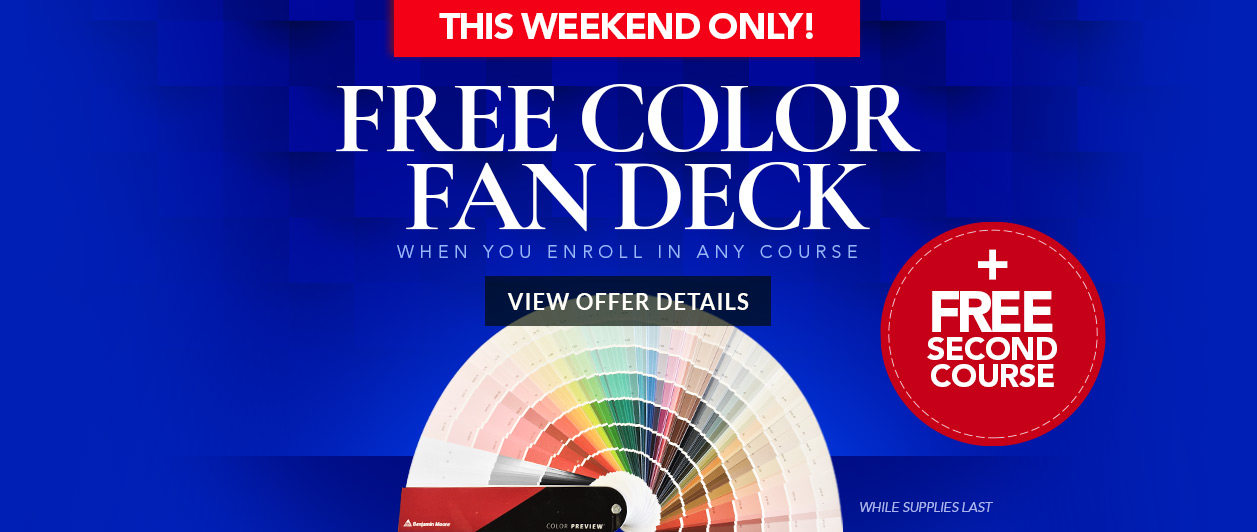 THIS WEEKEND ONLY!
FREE COLOR
FAN DECK
WHEN YOU ENROLL IN ANY COURSE
VIEW OFFER DETAILS
+
FREE
SECOND
COURSE
Benjamin Moore
COLOR PREVIEW
WHILE SUPPLIES LAST